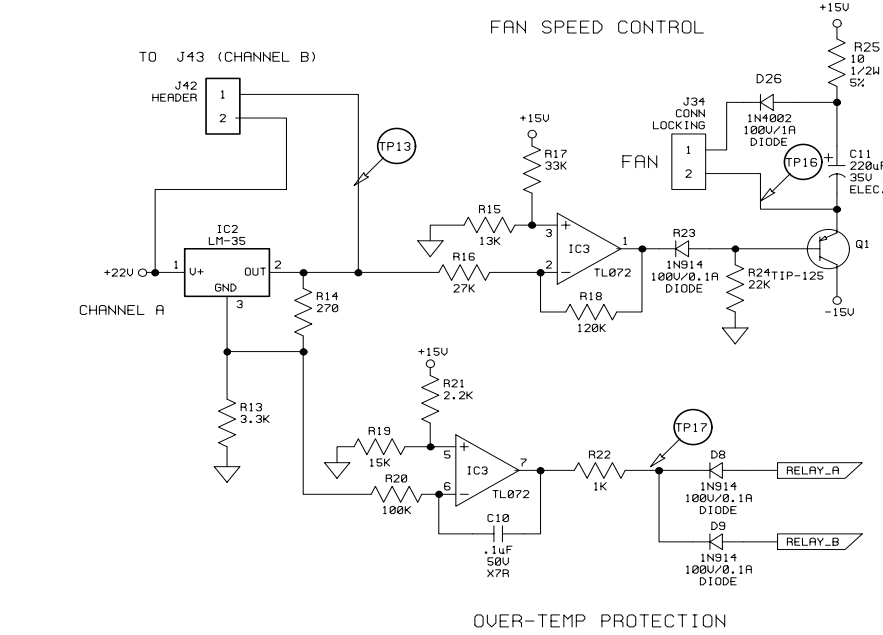 FAN SPEED CONTROL
+15V
R25
10
1/2W
5%
TO J43 (CHANNEL B)
J42
HEADER
1
2
D26
1N4002
100V/1A
DIODE
J34
CONN
LOCKING
1
2
FAN
TP16
+
C11
220uF
35V
ELEC.
TP13
+15V
R17
33K
R15
13K
IC2
LM-35
+22V
1
V+
OUT
2
GND
3
CHANNEL A
R14
270
R16
27K
3
+
2
-
IC3
1
TL072
R18
120K
R23
1N914
100V/0.1A
DIODE
R24
22K
TIP-125
Q1
-15V
R13
3.3K
+15V
R21
2.2K
R19
15K
R20
100K
5
+
6
-
IC3
7
TL072
C10
.1uF
50V
X7R
R22
1K
TP17
D8
1N914
100V/0.1A
DIODE
RELAY_A
D9
1N914
100V/0.1A
DIODE
RELAY_B
OVER-TEMP PROTECTION